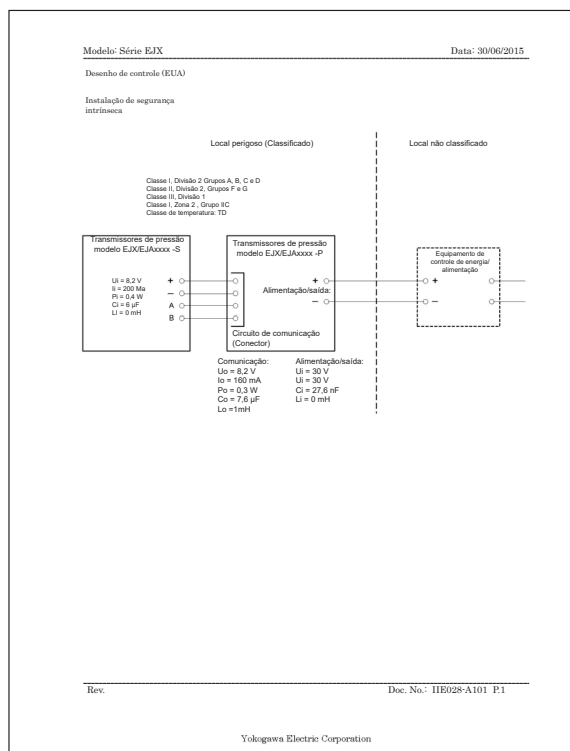 Modelo: Série EJX Data: 30/06/2015
Desenho de controle (EUA)
Instalação de segurança
intrínseca
Local perigoso (Classificado) Local não classificado
Classe I, Divisão 2 Grupos A, B, C e D
Classe II, Divisão 2, Grupos F e G
Classe III, Divisão 1
Classe I, Zona 2 , Grupo IIC
Classe de temperatura: TD
Transmissores de pressão
modelo EJX/EJAxxxx -S
Ui = 8,2 V
Ii = 200 Ma
Pi = 0,4 W
Ci = 6 µF
LI = 0 mH
+
–
A
B
Transmissores de pressão
modelo EJX/EJAxxxx -P
+
Alimentação/saída:
–
Circuito de comunicação
(Conector)
Equipamento de
controle de energia/
alimentação
+
–
Comunicação:
Uo = 8,2 V
Io = 160 mA
Po = 0,3 W
Co = 7,6 µF
Lo =1mH
Alimentação/saída:
Ui = 30 V
Ui = 30 V
Ci = 27,6 nF
Li = 0 mH
Rev. Doc. No.: IIE028-A101 P.1
Yokogawa Electric Corporation